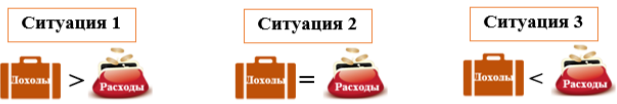 Ситуация 1
Ситуация 2
Ситуация 3
Доходы > Расходы
Доходы = Расходы
Доходы < Расходы